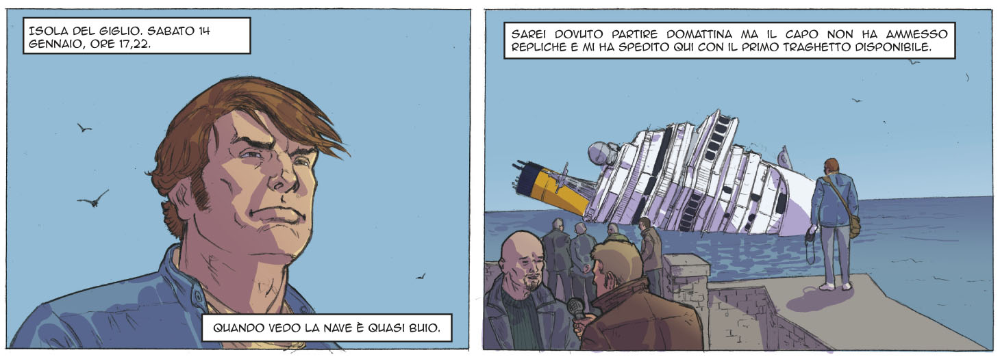 ISOLA DEL GIGLIO. SABATO 14
GENNAIO, ORE 17,22.
QUANDO VEDO LA NAVE È QUASI BUIO.
SAREI DOVUTO PARTIRE DOMATTINA MA IL CAPO NON HA AMMESSO
REPLICHE E MI HA SPEDITO QUI CON IL PRIMO TRAGHETTO DISPONIBILE.